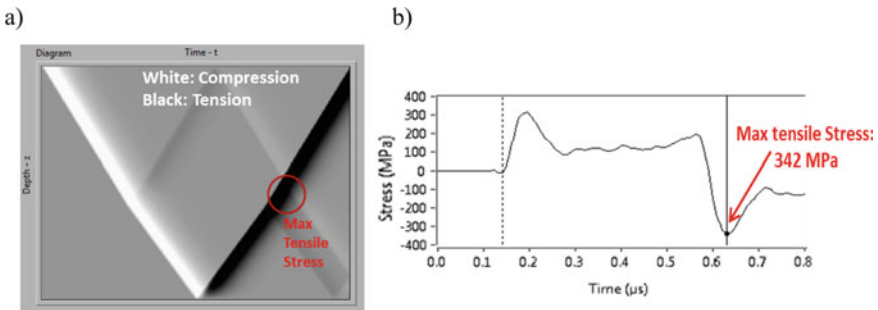 a)
Diagram
Time - t
White: Compression
Black: Tension
Depth - z
Max
Tensile
Stress
b)
Stress (MPa)
400
300
200
100
0
-100
-200
-300
-400
0.0 0.1 0.2 0.3 0.4 0.5 0.6 0.7 0.8
Time (µs)
Max tensile Stress:
342 MPa